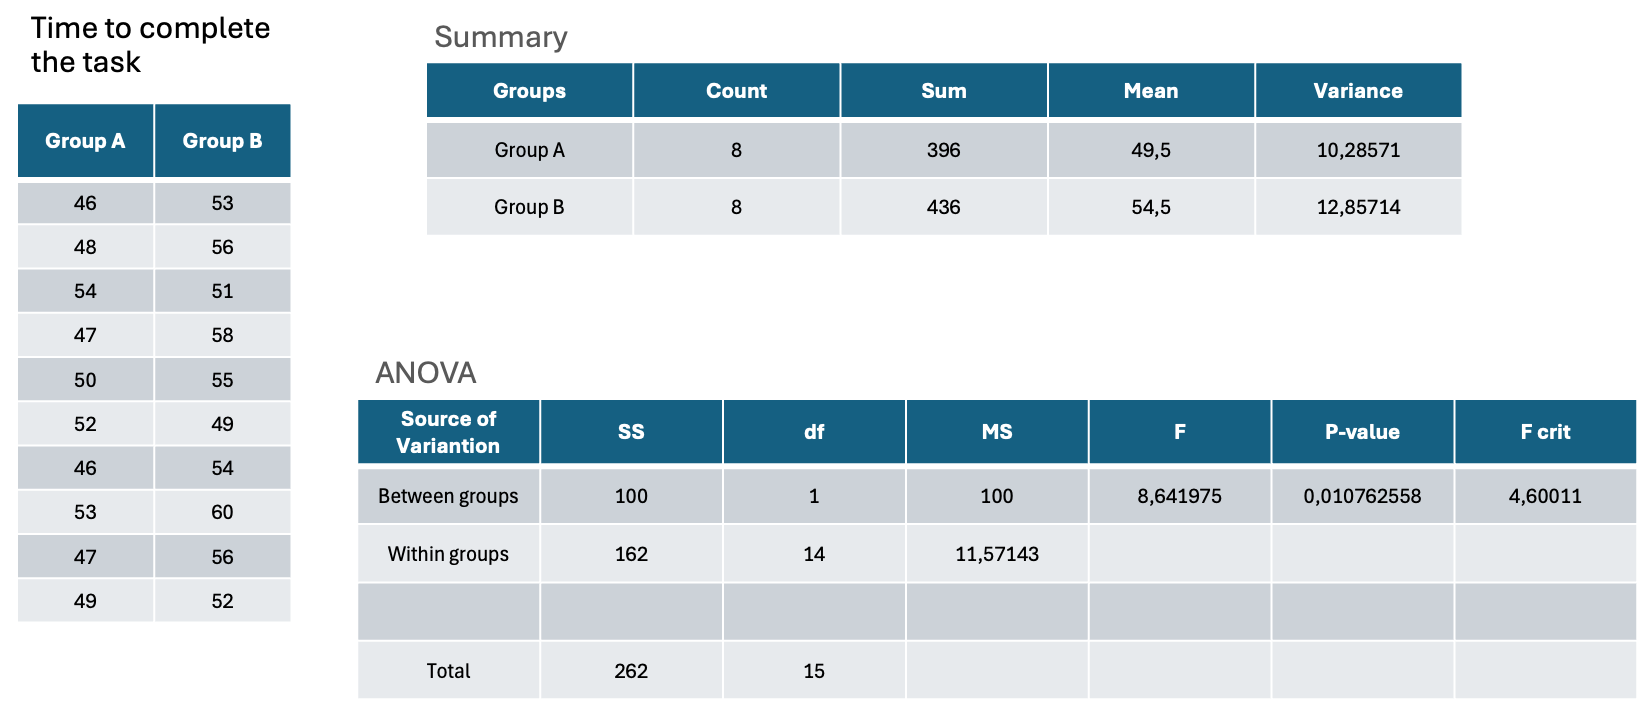 Time to complete
the task
Group A Group B
46 53
48 56
54 51
47 58
50 55
52 49
46 54
53 60
47 56
49 52
Summary
Groups Count Sum Mean Variance
Group A 8 396 49,5 10,28571
Group B 8 436 54,5 12,85714
ANOVA
Source of
Variantion SS df MS F P-value F crit
Between groups 100 1 100 8,641975 0,010762558 4,60011
Within groups 162 14 11,57143
Total 262 15